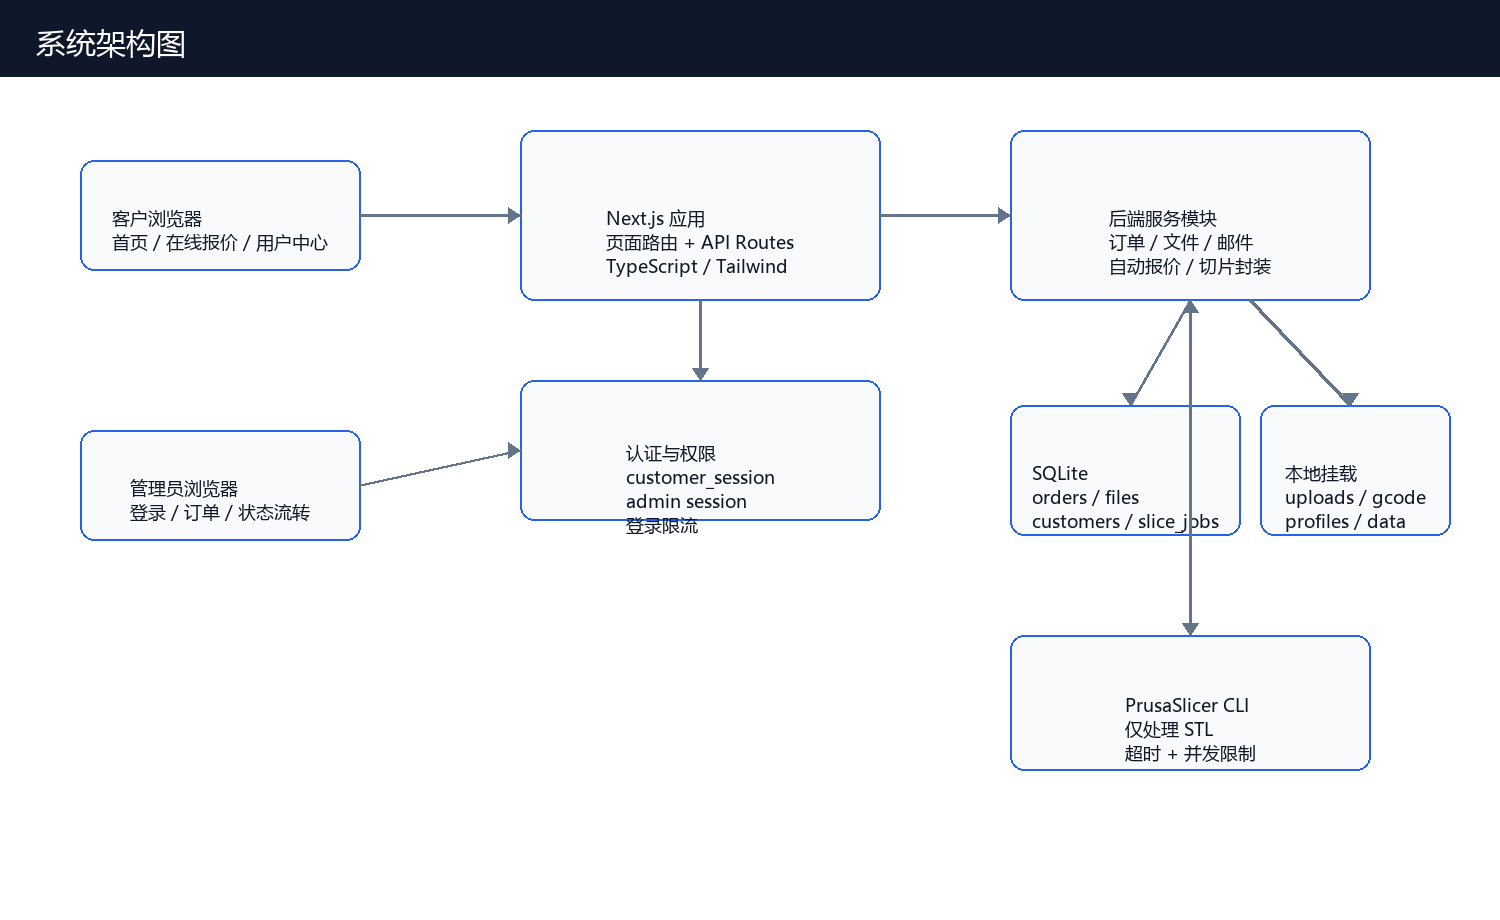 系统架构图
客户浏览器
首页 / 在线报价 / 用户中心
Next.js 应用
页面路由 + API Routes
TypeScript / Tailwind
后端服务模块
订单 / 文件 / 邮件
自动报价 / 切片封装
管理员浏览器
登录 / 订单 / 状态流转
认证与权限
customer_session
admin session
登录限流
SQLite
orders / files
customers / slice_jobs
本地挂载
uploads / gcode
profiles / data
PrusaSlicer CLI
仅处理 STL
超时 + 并发限制